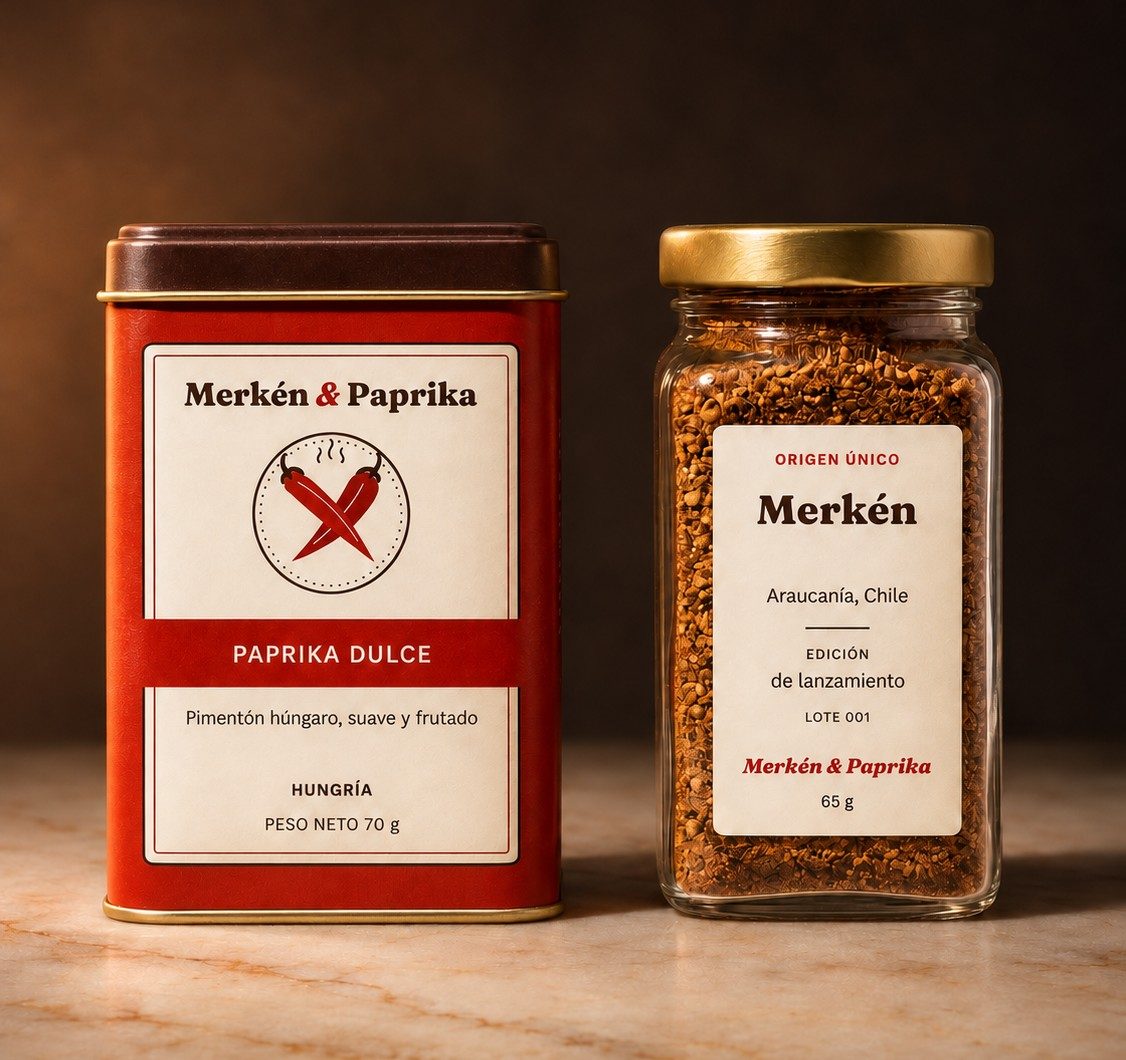 Merkén & Paprika
PAPRIKA DULCE
Pimentón húngaro, suave y frutado
HUNGRÍA
PESO NETO 70 g
ORIGEN ÚNICO
Merkén
Araucanía, Chile
EDICIÓN
de lanzamiento
LOTE 001
Merkén & Paprika
65 g